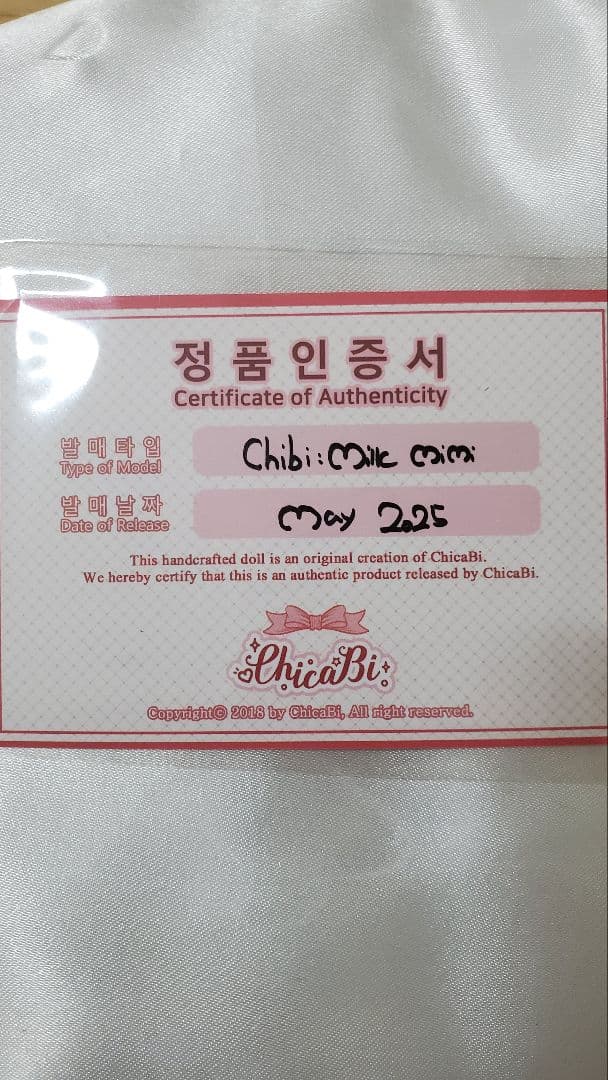 정품인증서
Certificate of Authenticity
발매타입
Type of Model
Chibi: Milk mimi
발매날짜
Date of Release
May 2025
This handcrafted doll is an original creation of ChicaBi.
We hereby certify that this is an authentic product released by ChicaBi.
ChicaBi
Copyright© 2018 by ChicaBi, All right reserved.